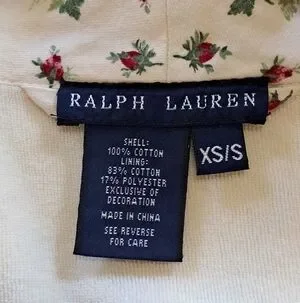 RALPH LAUREN
XS/S
SHELL:
100% COTTON
LINING:
83% COTTON
17% POLYESTER
EXCLUSIVE OF
DECORATION
MADE IN CHINA
SEE REVERSE
FOR CARE